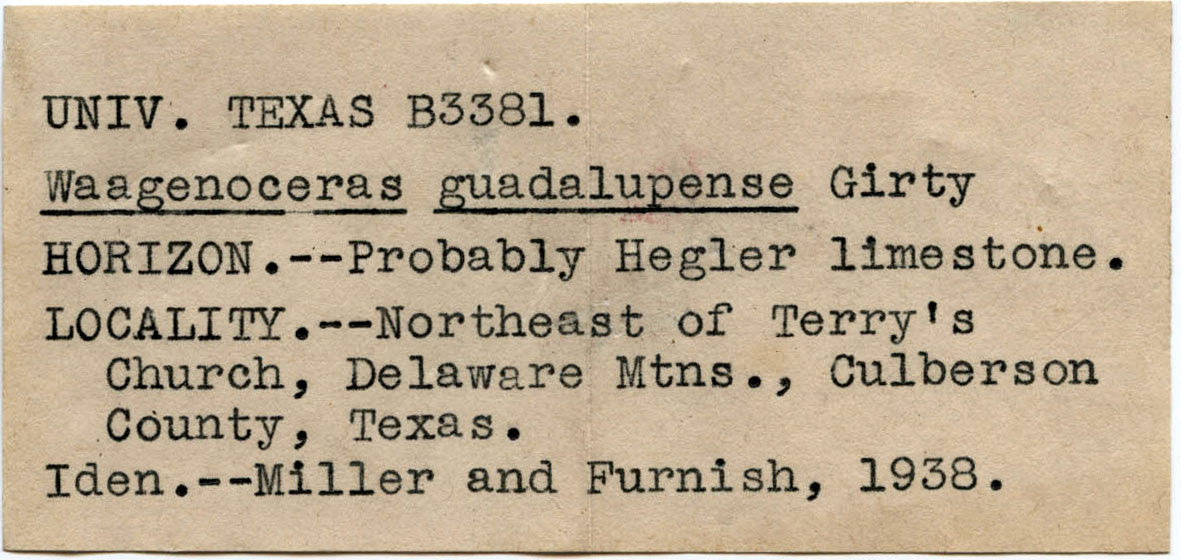 UNIV. TEXAS B3381.
Waagenoceras guadalupense Girty
HORIZON.--Probably Hegler limestone.
LOCALITY.--Northeast of Terry's
Church, Delaware Mtns., Culberson
County, Texas.
Iden.--Miller and Furnish, 1938.